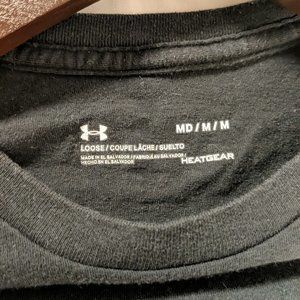 MD / M / M
LOOSE / COUPE LÂCHE / SUELTO
MADE IN EL SALVADOR / FABRIQUÉ AU SALVADOR /
HECHO EN EL SALVADOR
HEATGEAR